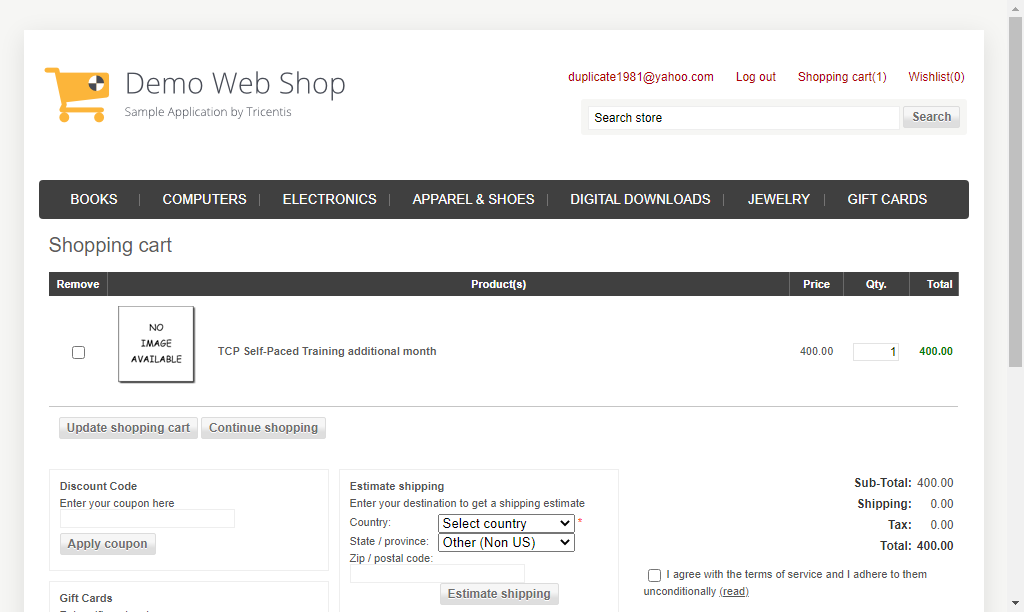 Demo Web Shop
Sample Application by Tricentis
duplicate1981@yahoo.com Log out Shopping cart(1) Wishlist(0)
Search store Search
BOOKS COMPUTERS ELECTRONICS APPAREL & SHOES DIGITAL DOWNLOADS JEWELRY GIFT CARDS
Shopping cart
Remove Product(s) Price Qty. Total
NO
IMAGE
AVAILABLE
TCP Self-Paced Training additional month 400.00 1 400.00
Update shopping cart Continue shopping
Discount Code
Enter your coupon here
Apply coupon
Gift Cards
Estimate shipping
Enter your destination to get a shipping estimate
Country: Select country *
State / province: Other (Non US)
Zip / postal code:
Estimate shipping
Sub-Total: 400.00
Shipping: 0.00
Tax: 0.00
Total: 400.00
I agree with the terms of service and I adhere to them
unconditionally (read)